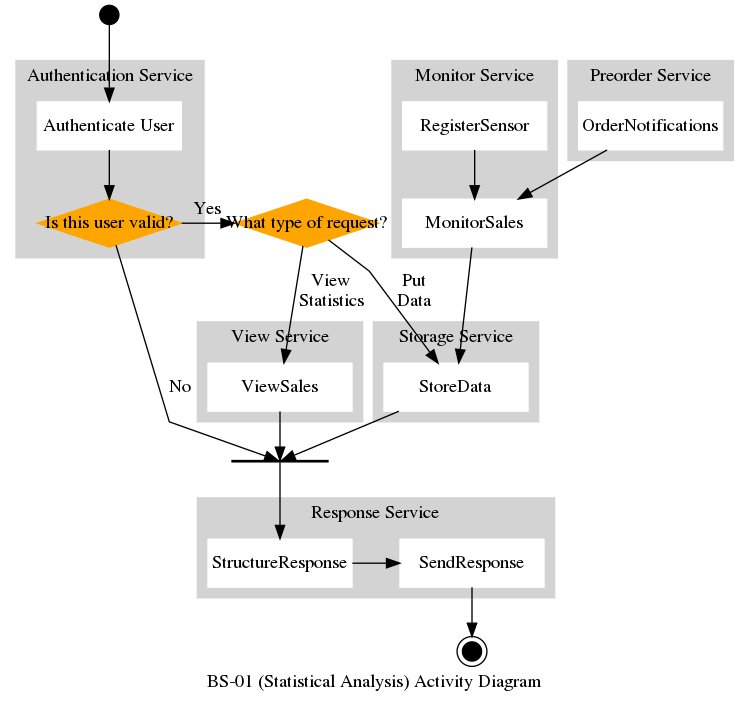 Authentication Service
Monitor Service
Preorder Service
Authenticate User
RegisterSensor
OrderNotifications
Is this user valid?
Yes
What type of request?
MonitorSales
View
Statistics
Put
Data
View Service
Storage Service
No
ViewSales
StoreData
Response Service
StructureResponse
SendResponse
BS-01 (Statistical Analysis) Activity Diagram